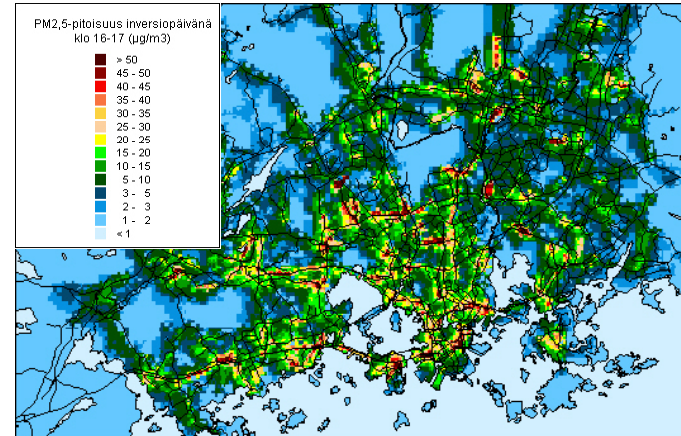 PM2,5-pitoisuus inversiopäivänä
klo 16-17 (µg/m3)
> 50
45 - 50
40 - 45
35 - 40
30 - 35
25 - 30
20 - 25
15 - 20
10 - 15
5 - 10
3 - 5
2 - 3
1 - 2
< 1